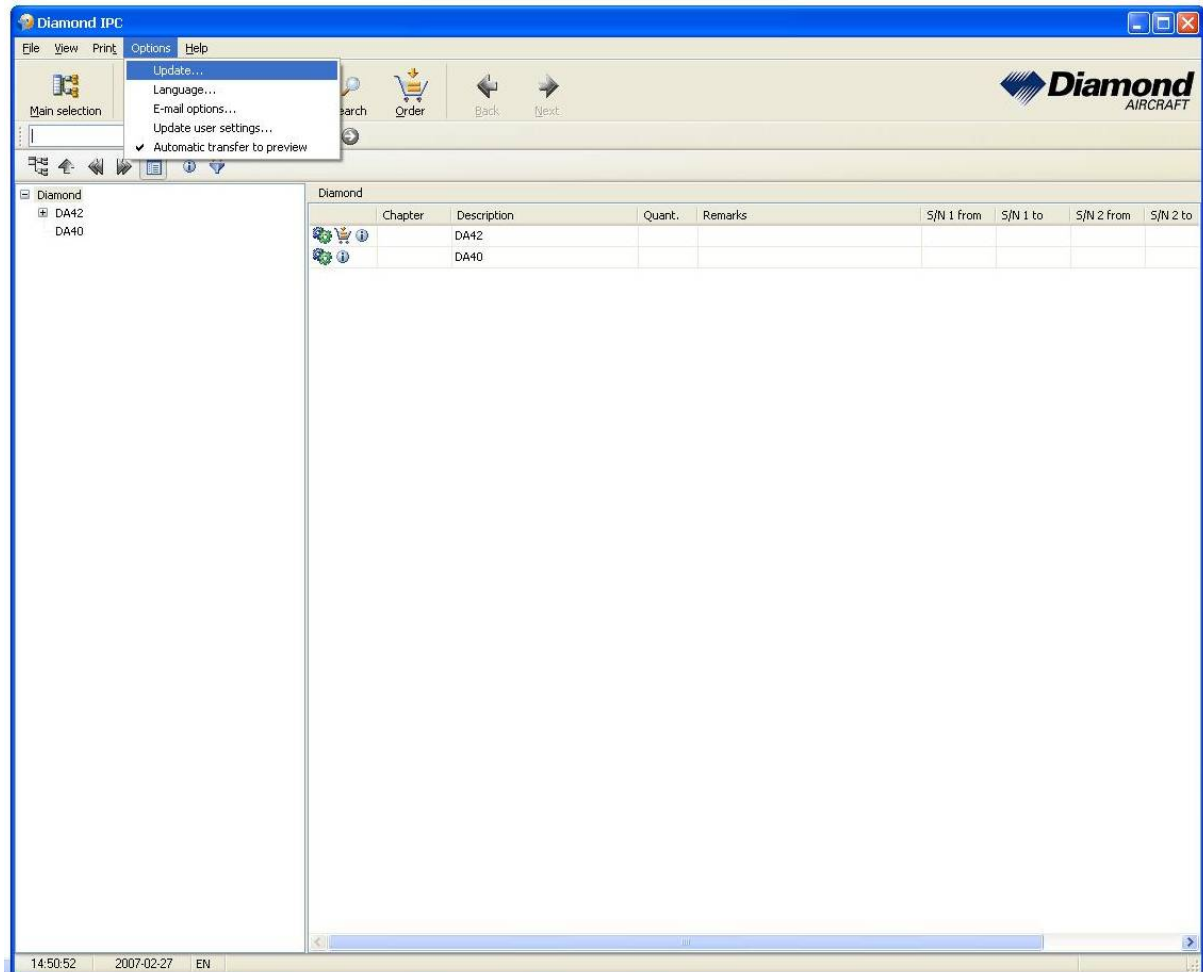 Diamond IPC
File View Print Options Help
Update...
Language...
E-mail options...
Update user settings...
Automatic transfer to preview
Main selection
earch
Order
Back
Next
Diamond
AIRCRAFT
Diamond
DA42
DA40
Diamond
Chapter Description Quant. Remarks S/N 1 from S/N 1 to S/N 2 from S/N 2 to
DA42
DA40
14:50:52 2007-02-27 EN